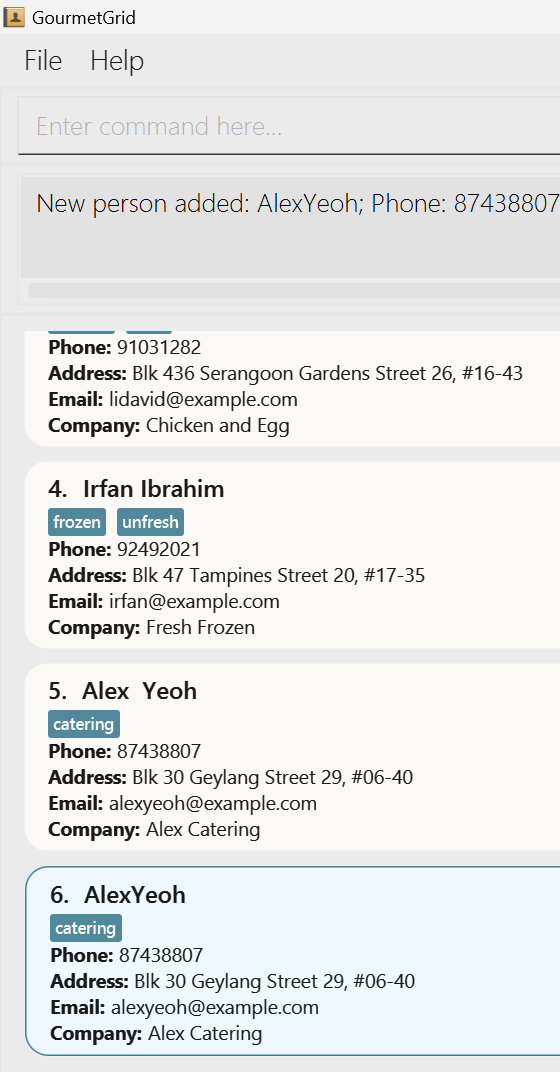 GourmetGrid
File Help
Enter command here...
New person added: AlexYeoh; Phone: 87438807
Phone: 91031282
Address: Blk 436 Serangoon Gardens Street 26, #16-43
Email: lidavid@example.com
Company: Chicken and Egg
4. Irfan Ibrahim
frozen unfresh
Phone: 92492021
Address: Blk 47 Tampines Street 20, #17-35
Email: irfan@example.com
Company: Fresh Frozen
5. Alex  Yeoh
catering
Phone: 87438807
Address: Blk 30 Geylang Street 29, #06-40
Email: alexyeoh@example.com
Company: Alex Catering
6. AlexYeoh
catering
Phone: 87438807
Address: Blk 30 Geylang Street 29, #06-40
Email: alexyeoh@example.com
Company: Alex Catering